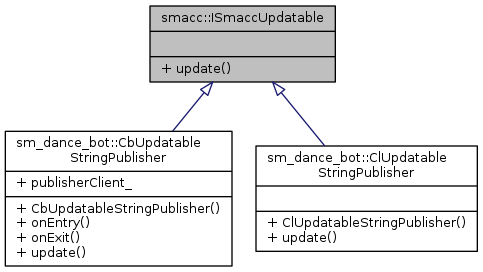 smacc::ISmaccUpdatable
+ update()
sm_dance_bot::CbUpdatable
StringPublisher
+ publisherClient_
+ CbUpdatableStringPublisher()
+ onEntry()
+ onExit()
+ update()
sm_dance_bot::ClUpdatable
StringPublisher
+ ClUpdatableStringPublisher()
+ update()